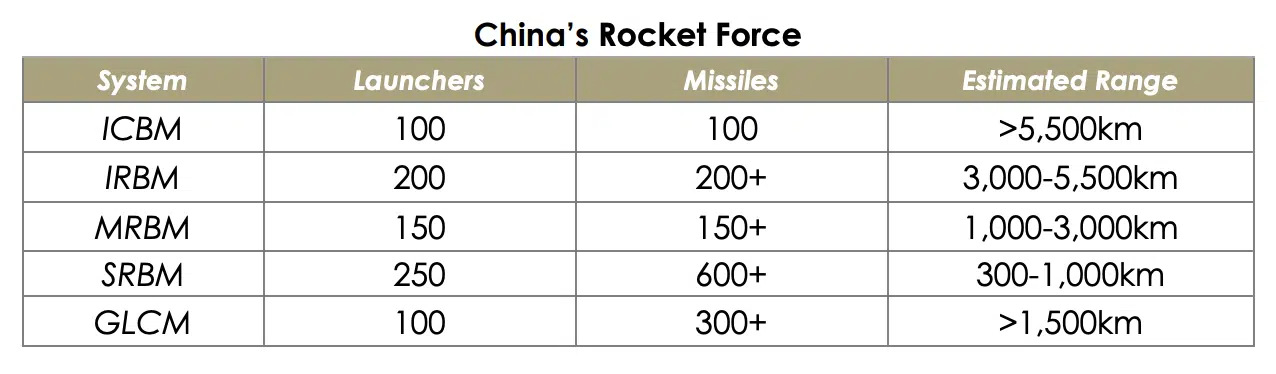 China’s Rocket Force
System Launchers Missiles Estimated Range
ICBM 100 100 >5,500km
IRBM 200 200+ 3,000-5,500km
MRBM 150 150+ 1,000-3,000km
SRBM 250 600+ 300-1,000km
GLCM 100 300+ >1,500km